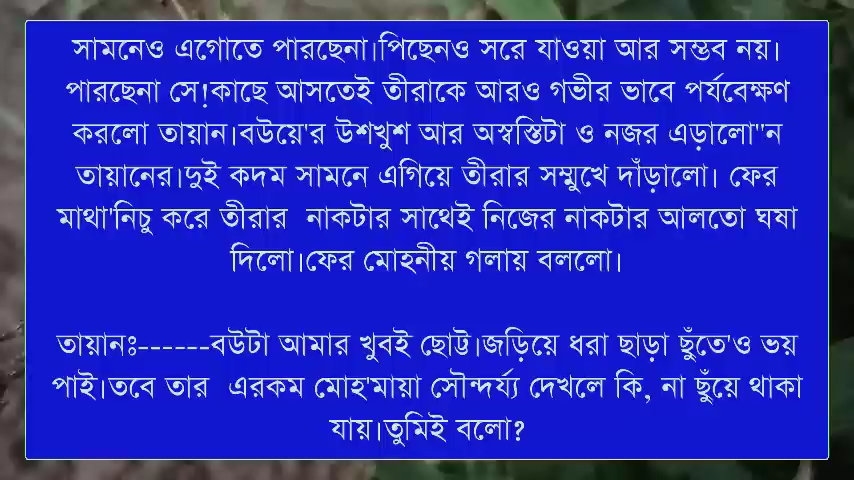 সামনেও এগোতে পারছেনা।পিছেনও সরে যাওয়া আর সম্ভব নয়।
পারছেনা সে!কাছে আসতেই তীরাকে আরও গভীর ভাবে পর্যবেক্ষণ
করলো তায়ান।বউয়ে'র উশখুশ আর অস্বস্তিটা ও নজর এড়ালো"ন
তায়ানের।দুই কদম সামনে এগিয়ে তীরার সম্মুখে দাঁড়ালো। ফের
মাথা'নিচু করে তীরার নাকটার সাথেই নিজের নাকটার আলতো ঘষা
দিলো।ফের মোহনীয় গলায় বললো।
তায়ানঃ------বউটা আমার খুবই ছোট্ট।জড়িয়ে ধরা ছাড়া ছুঁতে'ও ভয়
পাই।তবে তার এরকম মোহ'মায়া সৌন্দর্য্য দেখলে কি, না ছুঁয়ে থাকা
যায়।তুমিই বলো?